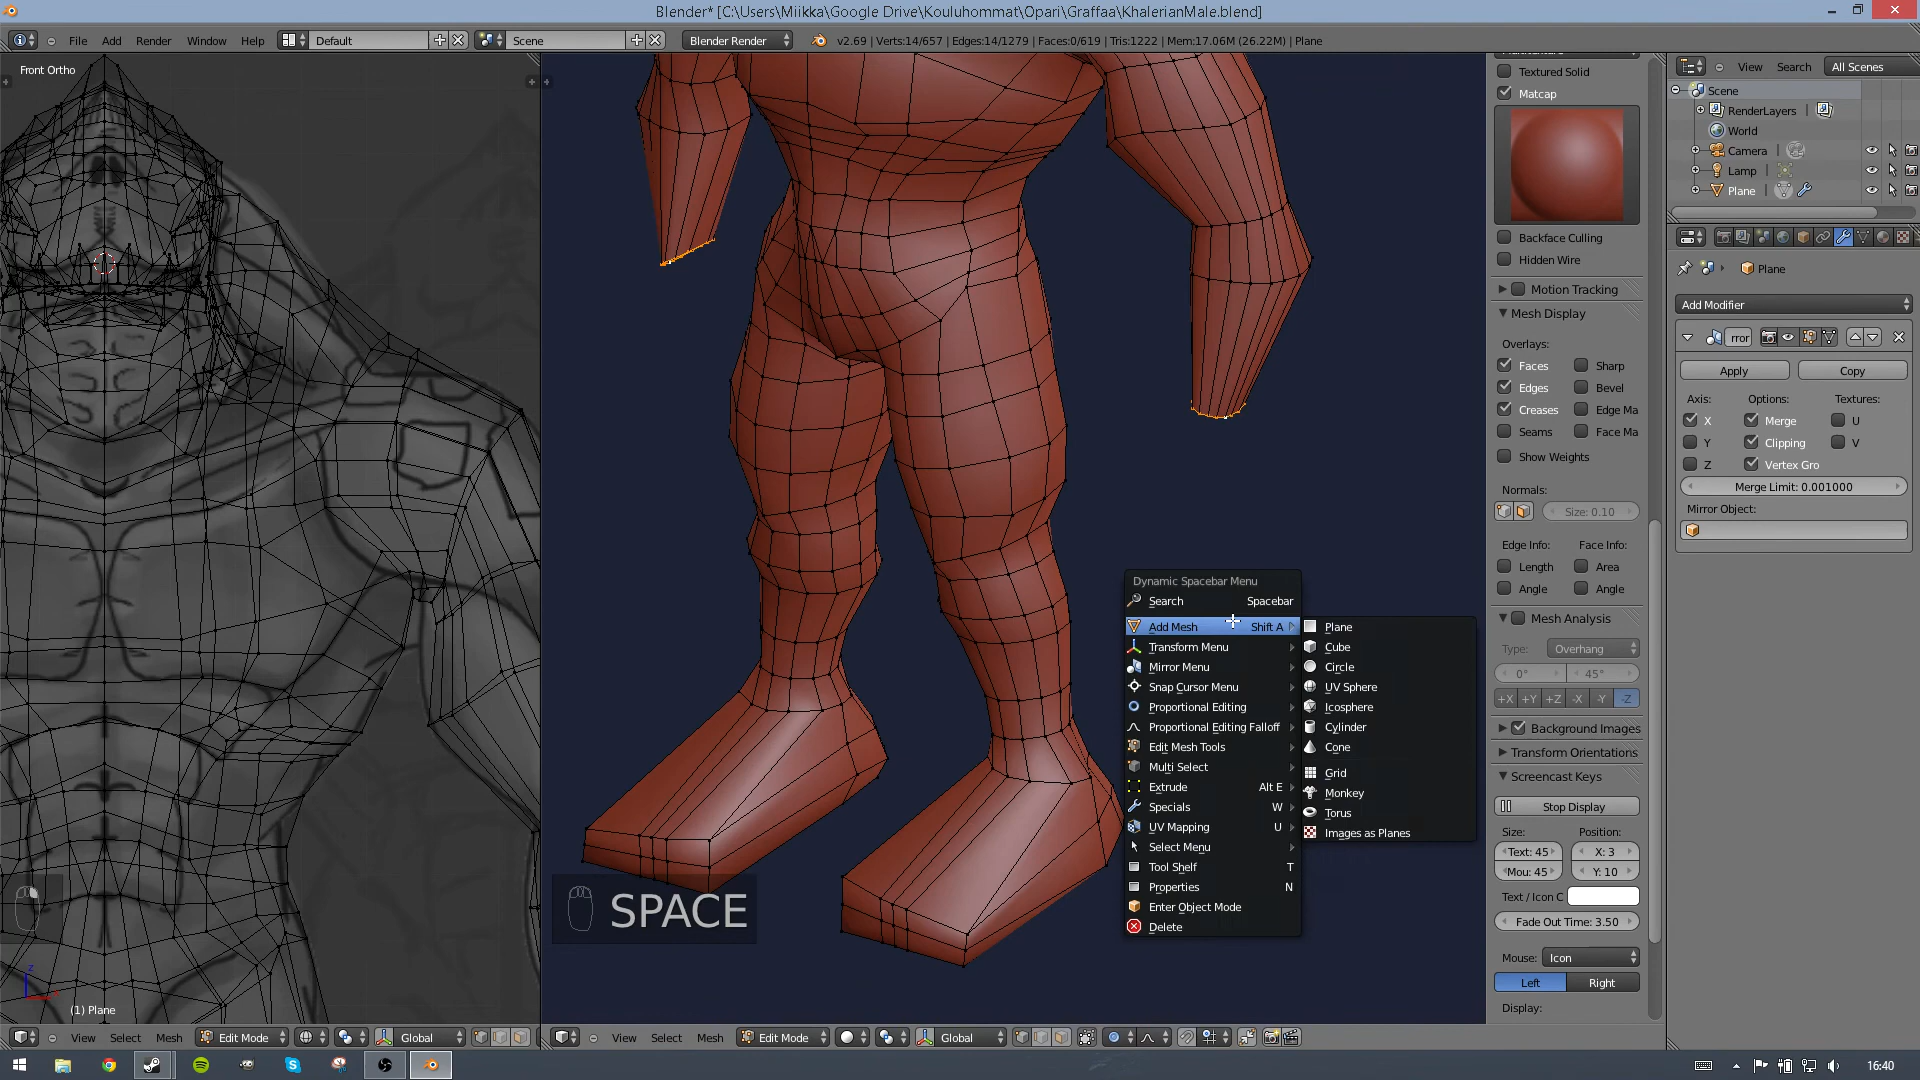 Blender* [C:\Users\Miikka\Google Drive\Kouluhommat\Opari\Graffaa\KhalerianMale.blend]
File Add Render Window Help Default Scene Blender Render v2.69 | Verts:14/657 | Edges:14/1279 | Faces:0/619 | Tris:1222 | Mem:17.06M (26.22M) | Plane
Front Ortho
(1) Plane
View Select Mesh Edit Mode Global
SPACE
Dynamic Spacebar Menu
Search Spacebar
Add Mesh Shift A
Transform Menu
Mirror Menu
Snap Cursor Menu
Proportional Editing
Proportional Editing Falloff
Edit Mesh Tools
Multi Select
Extrude Alt E
Specials W
UV Mapping U
Select Menu
Tool Shelf T
Properties N
Enter Object Mode
Delete
Plane
Cube
Circle
UV Sphere
Icosphere
Cylinder
Cone
Grid
Monkey
Torus
Images as Planes
View Select Mesh Edit Mode Global
Textured Solid
Matcap
Backface Culling
Hidden Wire
Motion Tracking
Mesh Display
Overlays:
Faces Sharp
Edges Bevel
Creases Edge Ma
Seams Face Ma
Show Weights
Normals:
Size: 0.10
Edge Info: Face Info:
Length Area
Angle Angle
Mesh Analysis
Type: Overhang
0° 45°
+X +Y +Z -X -Y -Z
Background Images
Transform Orientations
Screencast Keys
Stop Display
Size: Position:
Text: 45 X: 3
Mou: 45 Y: 10
Text / Icon C
Fade Out Time: 3.50
Mouse: Icon
Left Right
Display:
View Search All Scenes
Scene
RenderLayers
World
Camera
Lamp
Plane
Plane
Add Modifier
rror
Apply Copy
Axis: Options: Textures:
X Merge U
Y Clipping V
Z Vertex Gro
Merge Limit: 0.001000
Mirror Object:
16:40